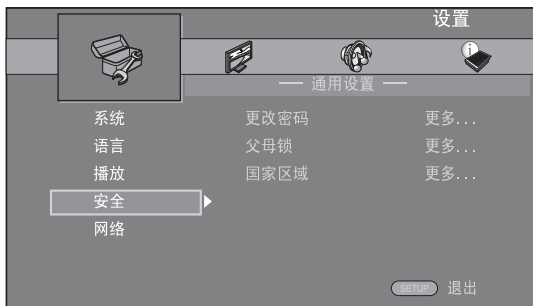 设置
— 通用设置 —
系统 更改密码 更多...
语言 父母锁 更多...
播放 国家区域 更多...
安全
网络
SETUP 退出